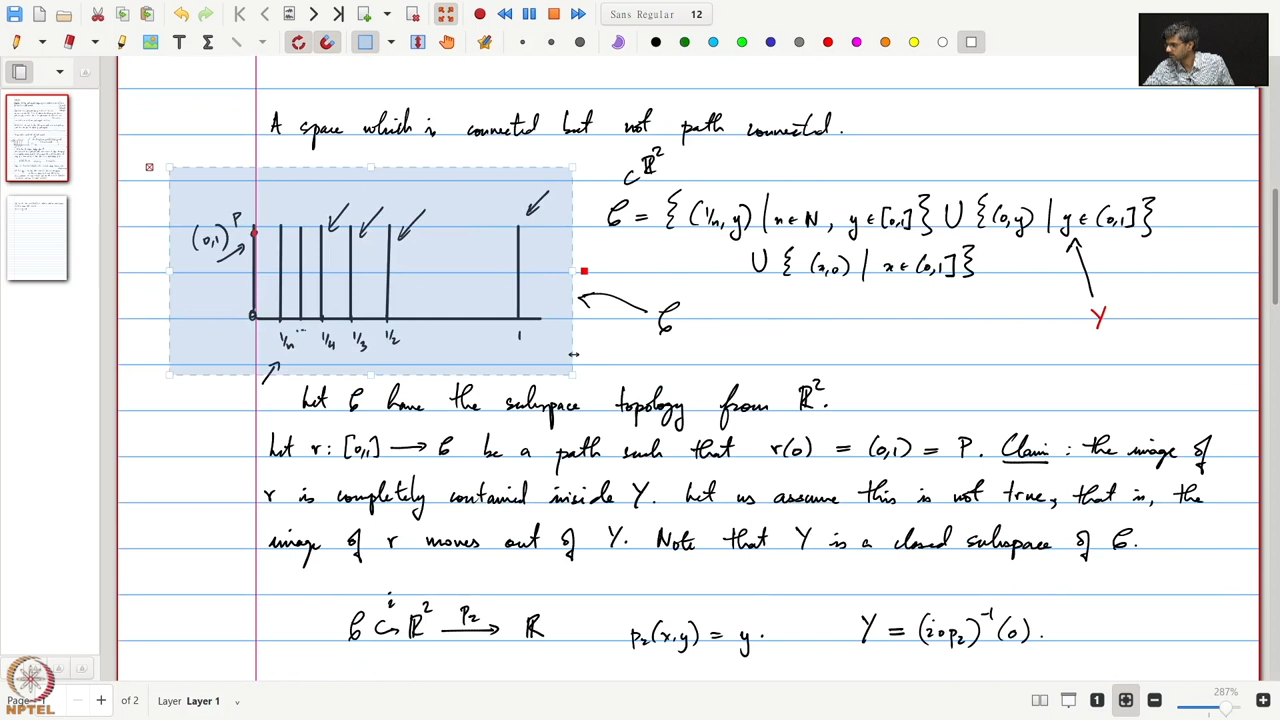 Sans Regular 12
A space which is connected but not path connected.
⊂ ℝ²
𝒞 = { (1/n, y) | n ∈ N , y ∈ [0,1] } ∪ { (0,y) | y ∈ (0,1] }
∪ { (x,0) | x ∈ (0,1] }
(0,1) P
Y
𝒞
1/n ... 1/4 1/3 1/2 1
Let 𝒞 have the subspace topology from ℝ².
Let r : [0,1] → 𝒞 be a path such that r(0) = (0,1) = P. Claim : the image of
r is completely contained inside Y. Let us assume this is not true, that is, the
image of r moves out of Y. Note that Y is a closed subspace of 𝒞.
𝒞 ↪ i ℝ² → p₂ ℝ p₂(x,y) = y . Y = (i∘p₂)⁻¹(0) .
NPTEL
Page of 2 Layer Layer 1 287%